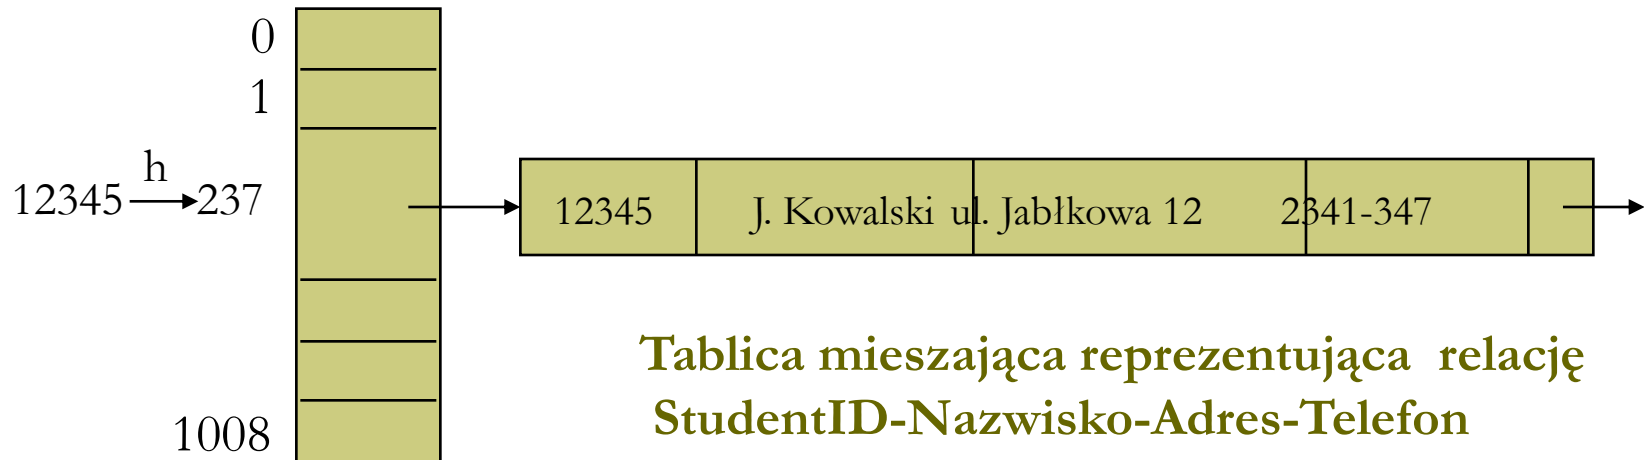 0
1
h
12345 237
12345 J. Kowalski ul. Jabłkowa 12 2341-347
Tablica mieszająca reprezentująca relację
StudentID-Nazwisko-Adres-Telefon
1008